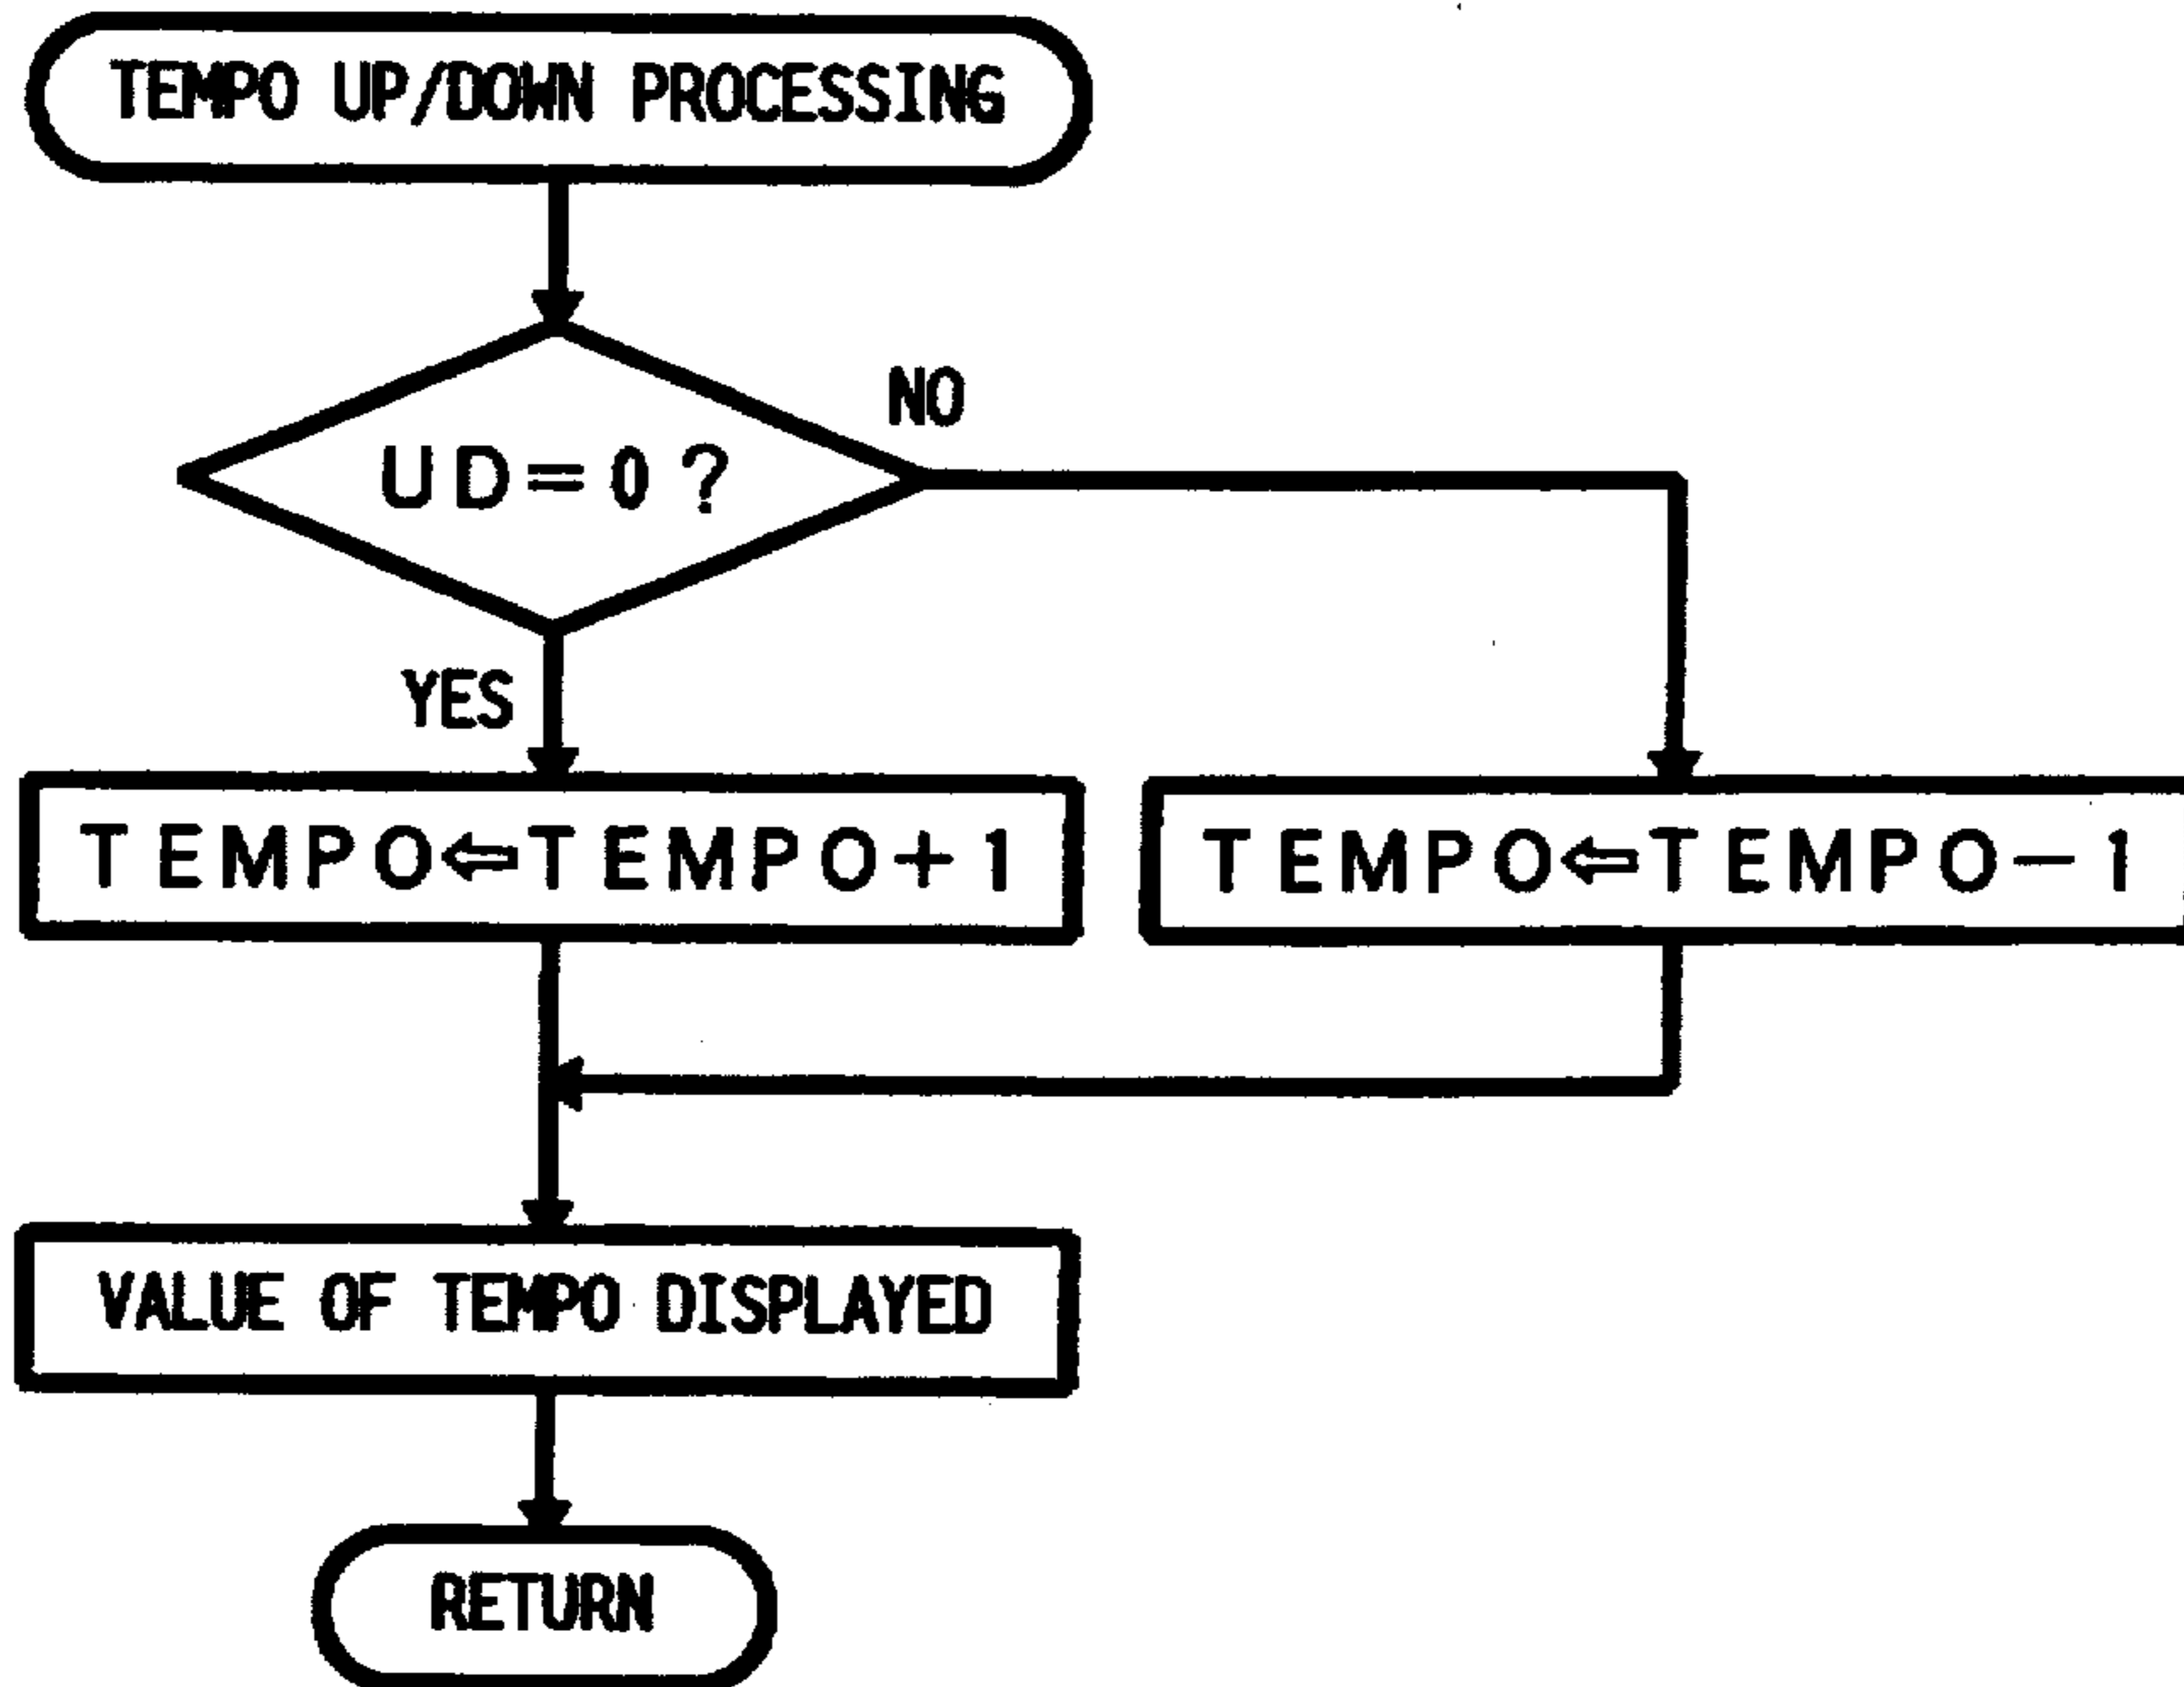 TEMPO UP/DOWN PROCESSING
NO
UD=0?
YES
TEMPO⇐TEMPO+1
TEMPO⇐TEMPO−1
VALUE OF TEMPO DISPLAYED
RETURN